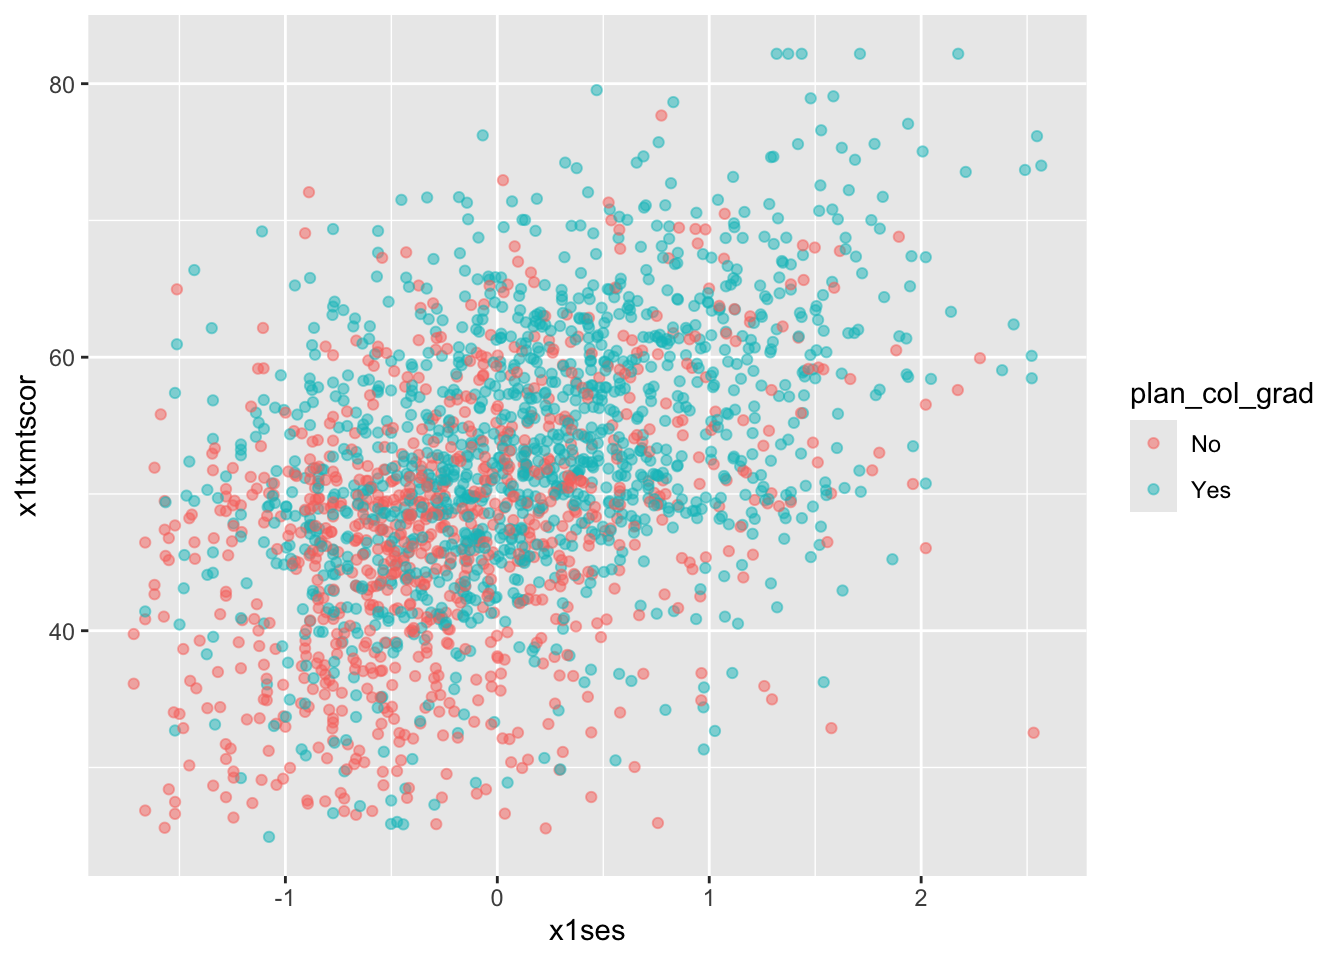 80
60
40
x1txmtscor
-1 0 1 2
x1ses
plan_col_grad
No
Yes